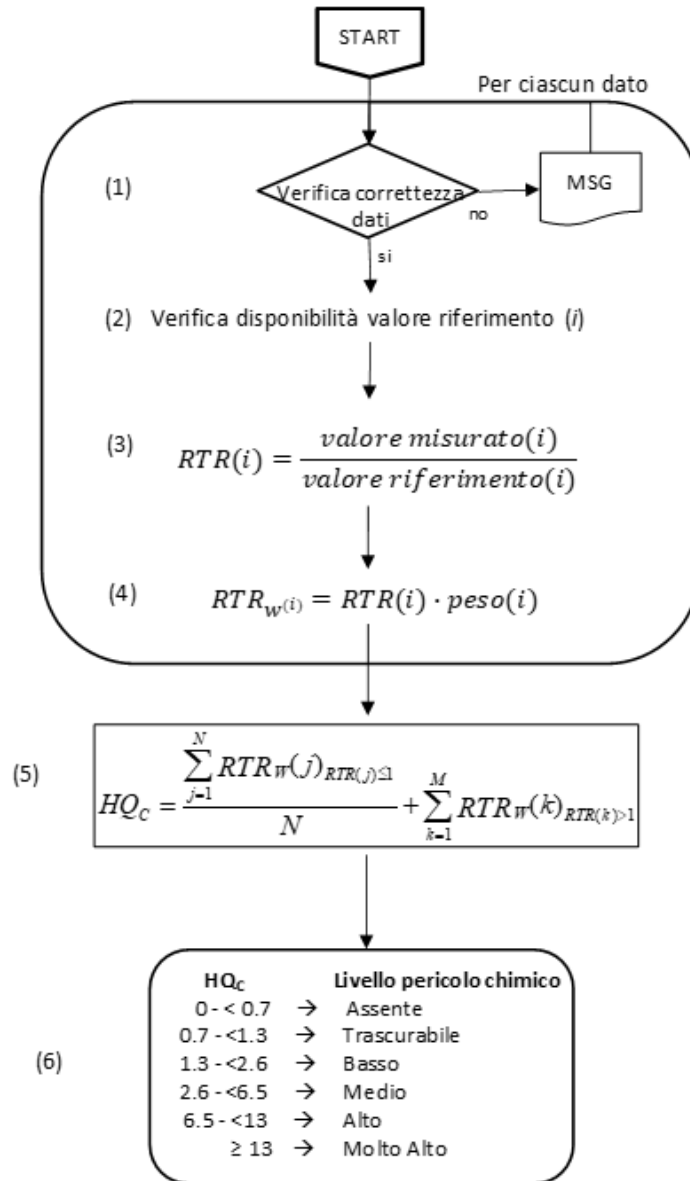 START
Per ciascun dato
(1)
Verifica correttezza
dati
no
MSG
si
(2) Verifica disponibilità valore riferimento (i)
(3) RTR(i) = valore misurato(i) / valore riferimento(i)
(4) RTR_w(i) = RTR(i) · peso(i)
(5) HQ_C = ∑_{j=1}^{N} RTR_W(j)_{RTR(j)≤1} / N + ∑_{k=1}^{M} RTR_W(k)_{RTR(k)>1}
HQC Livello pericolo chimico
0 - < 0.7 → Assente
0.7 - <1.3 → Trascurabile
(6) 1.3 - <2.6 → Basso
2.6 - <6.5 → Medio
6.5 - <13 → Alto
≥ 13 → Molto Alto